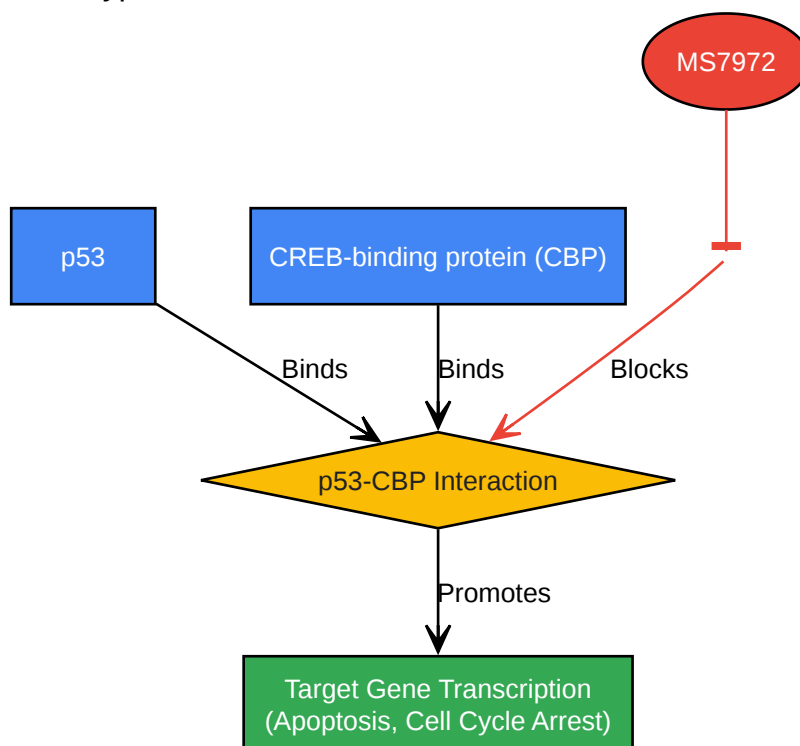 MS7972
p53
CREB-binding protein (CBP)
Binds
Binds
Blocks
p53-CBP Interaction
Promotes
Target Gene Transcription
(Apoptosis, Cell Cycle Arrest)